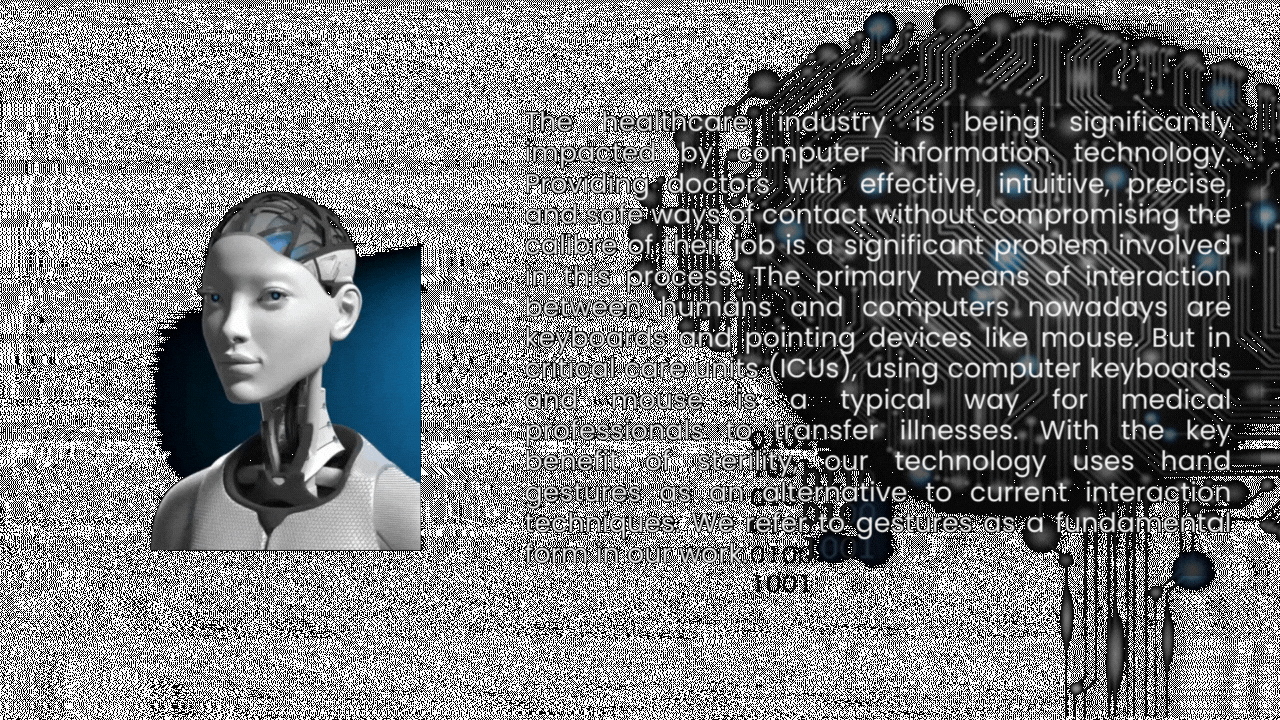 The healthcare industry is being significantly
impacted by computer information technology.
Providing doctors with effective, intuitive, precise,
and safe ways of contact without compromising the
calibre of their job is a significant problem involved
in this process. The primary means of interaction
between humans and computers nowadays are
keyboards and pointing devices like mouse. But in
critical care units (ICUs), using computer keyboards
and mouse is a typical way for medical
professionals to transfer illnesses. With the key
benefit of sterility, our technology uses hand
gestures as an alternative to current interaction
techniques. We refer to gestures as a fundamental
form in our work
001
1001